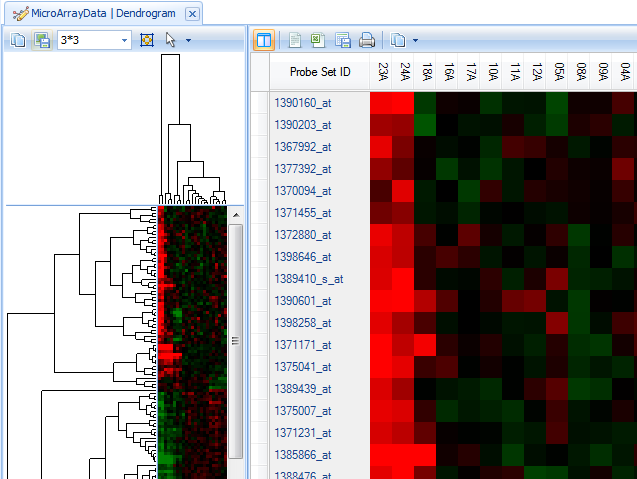 MicroArrayData | Dendrogram
3*3
Probe Set ID 23A 24A 18A 16A 17A 10A 11A 12A 05A 08A 09A 04A
1390160_at
1390203_at
1367992_at
1377392_at
1370094_at
1371455_at
1372880_at
1398646_at
1389410_s_at
1390601_at
1398258_at
1371171_at
1375041_at
1389439_at
1375007_at
1371231_at
1385866_at
1388476_at